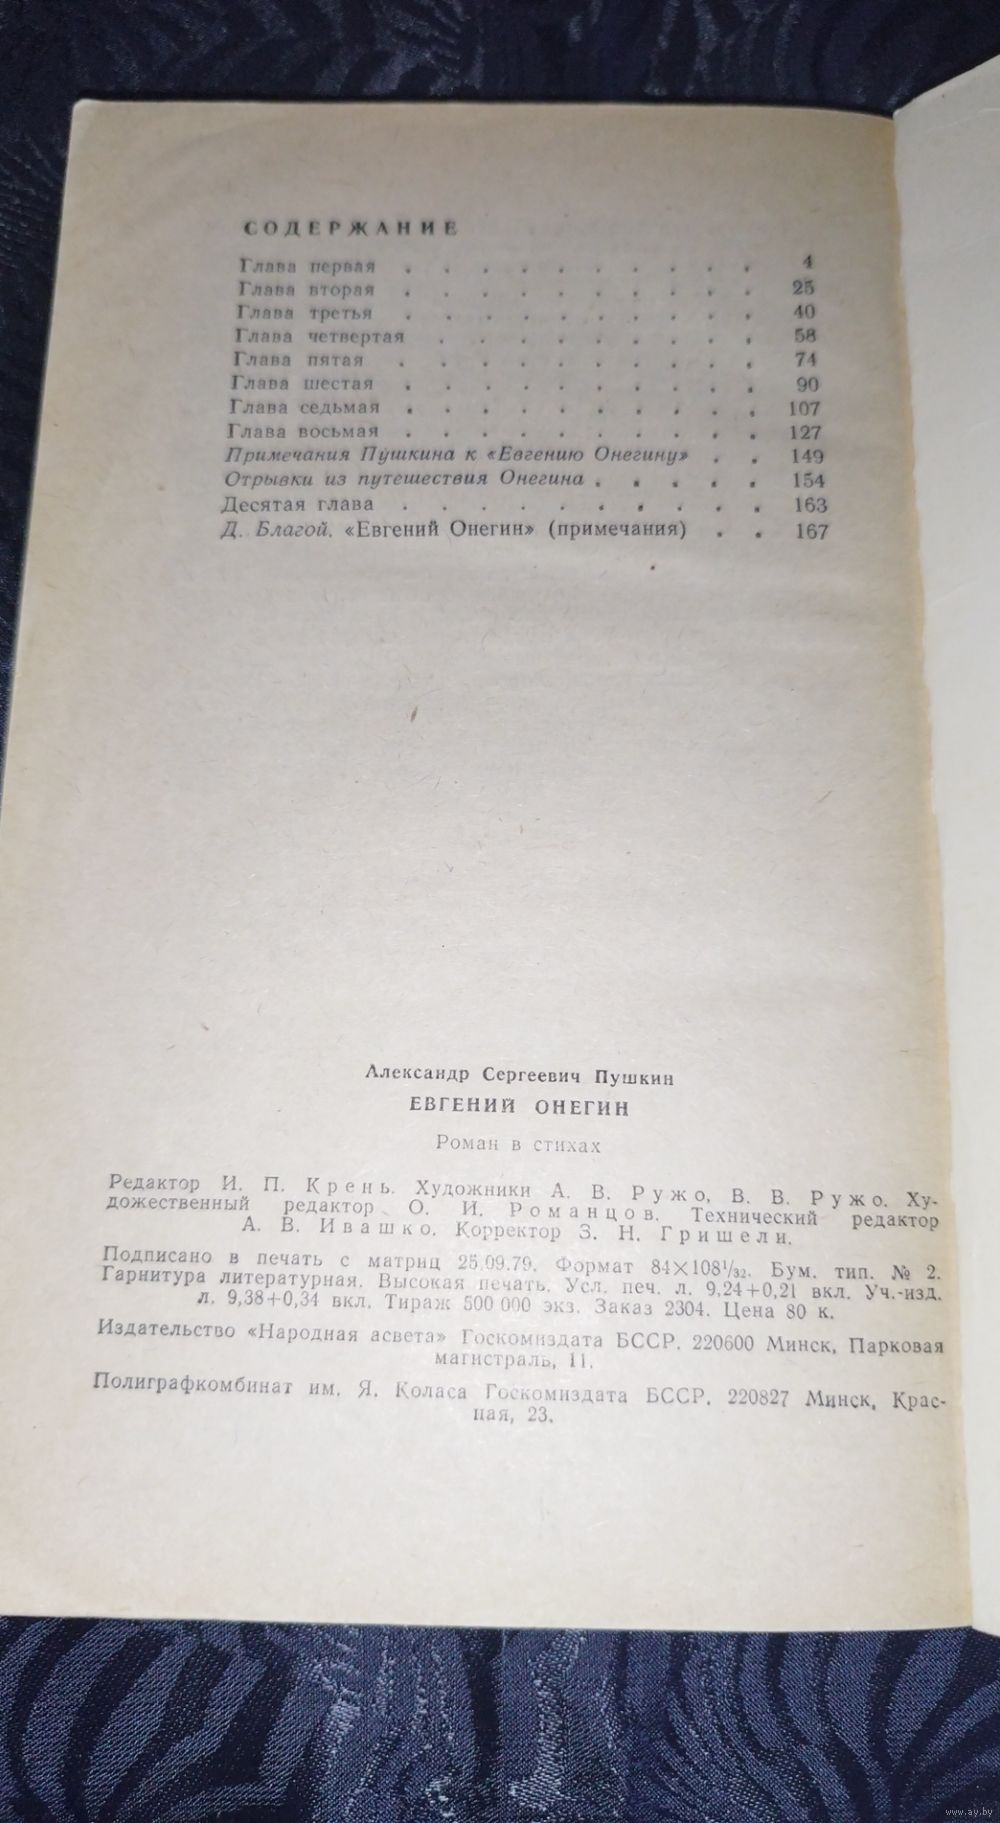 СОДЕРЖАНИЕ
Глава первая . . . . . . . . . . 4
Глава вторая . . . . . . . . . . 25
Глава третья . . . . . . . . . . 40
Глава четвертая . . . . . . . . . 58
Глава пятая . . . . . . . . . . 74
Глава шестая . . . . . . . . . . 90
Глава седьмая . . . . . . . . . . 107
Глава восьмая . . . . . . . . . . 127
Примечания Пушкина к «Евгению Онегину» . . 149
Отрывки из путешествия Онегина . . . . . 154
Десятая глава . . . . . . . . . . 163
Д. Благой. «Евгений Онегин» (примечания) . . 167
Александр Сергеевич Пушкин
ЕВГЕНИЙ ОНЕГИН
Роман в стихах
Редактор И. П. Крень. Художники А. В. Ружо, В. В. Ружо. Ху-
дожественный редактор О. И. Романцов. Технический редактор
А. В. Ивашко. Корректор З. Н. Гришели.
Подписано в печать с матриц 25.09.79. Формат 84×108¹/₃₂. Бум. тип. № 2.
Гарнитура литературная. Высокая печать. Усл. печ. л. 9,24+0,21 вкл. Уч.-изд.
л. 9,38+0,34 вкл. Тираж 500 000 экз. Заказ 2304. Цена 80 к.
Издательство «Народная асвета» Госкомиздата БССР. 220600 Минск, Парковая
магистраль, 11.
Полиграфкомбинат им. Я. Коласа Госкомиздата БССР. 220827 Минск, Крас-
ная, 23.
www.ay.by